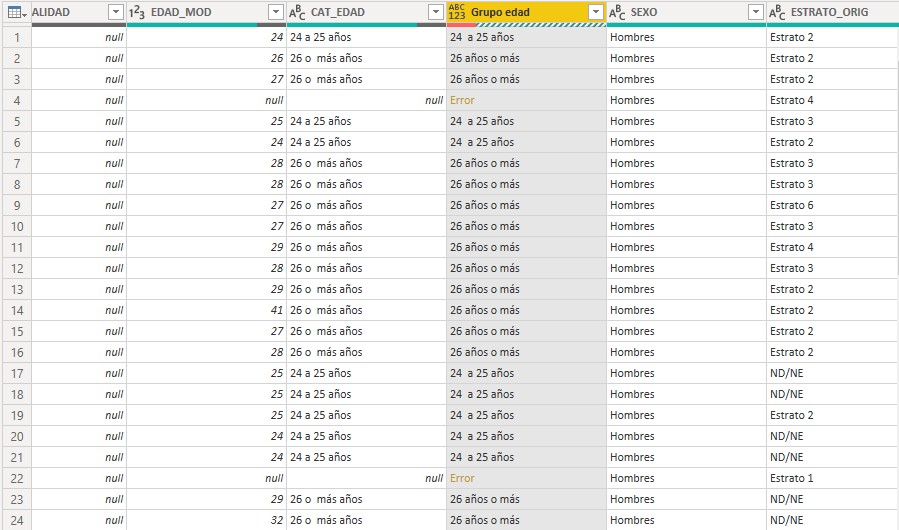 ALIDAD 1²3 EDAD_MOD ABC CAT_EDAD ABC 123 Grupo edad ABC SEXO ABC ESTRATO_ORIG
1 null 24 24 a 25 años 24 a 25 años Hombres Estrato 2
2 null 26 26 o más años 26 años o más Hombres Estrato 2
3 null 27 26 o más años 26 años o más Hombres Estrato 2
4 null null null Error Hombres Estrato 4
5 null 25 24 a 25 años 24 a 25 años Hombres Estrato 3
6 null 24 24 a 25 años 24 a 25 años Hombres Estrato 2
7 null 28 26 o más años 26 años o más Hombres Estrato 3
8 null 28 26 o más años 26 años o más Hombres Estrato 3
9 null 27 26 o más años 26 años o más Hombres Estrato 6
10 null 27 26 o más años 26 años o más Hombres Estrato 3
11 null 29 26 o más años 26 años o más Hombres Estrato 4
12 null 28 26 o más años 26 años o más Hombres Estrato 3
13 null 29 26 o más años 26 años o más Hombres Estrato 2
14 null 41 26 o más años 26 años o más Hombres Estrato 2
15 null 27 26 o más años 26 años o más Hombres Estrato 2
16 null 28 26 o más años 26 años o más Hombres Estrato 2
17 null 25 24 a 25 años 24 a 25 años Hombres ND/NE
18 null 25 24 a 25 años 24 a 25 años Hombres ND/NE
19 null 25 24 a 25 años 24 a 25 años Hombres Estrato 2
20 null 24 24 a 25 años 24 a 25 años Hombres ND/NE
21 null 24 24 a 25 años 24 a 25 años Hombres ND/NE
22 null null null Error Hombres Estrato 1
23 null 29 26 o más años 26 años o más Hombres ND/NE
24 null 32 26 o más años 26 años o más Hombres ND/NE